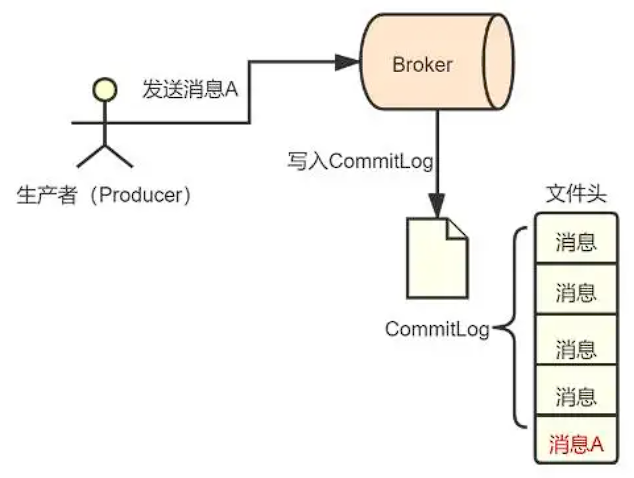 Broker
发送消息A
写入CommitLog
生产者（Producer）
文件头
消息
消息
消息
消息
消息A
CommitLog